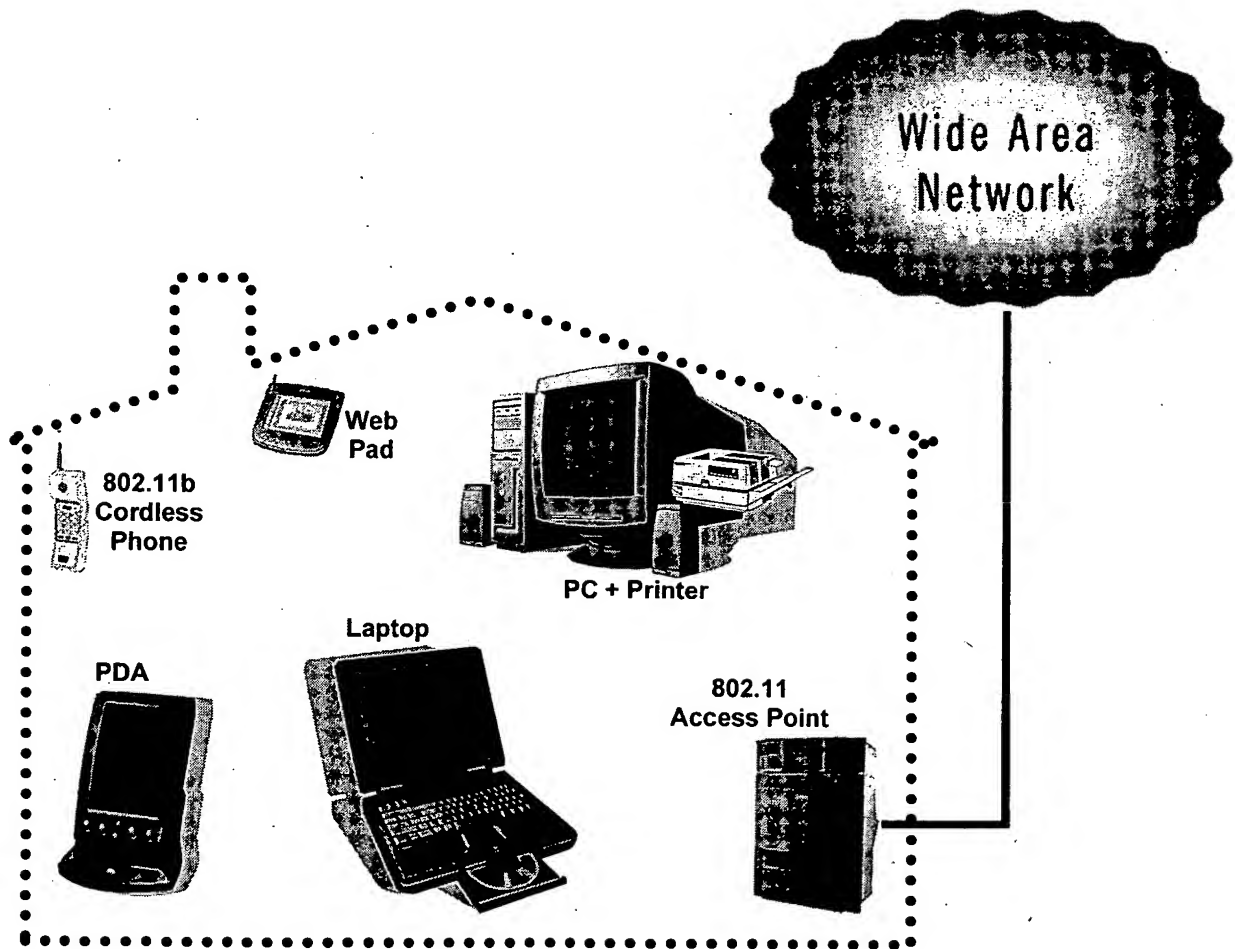 Wide Area
Network
Web
Pad
802.11b
Cordless
Phone
PC + Printer
Laptop
PDA
802.11
Access Point